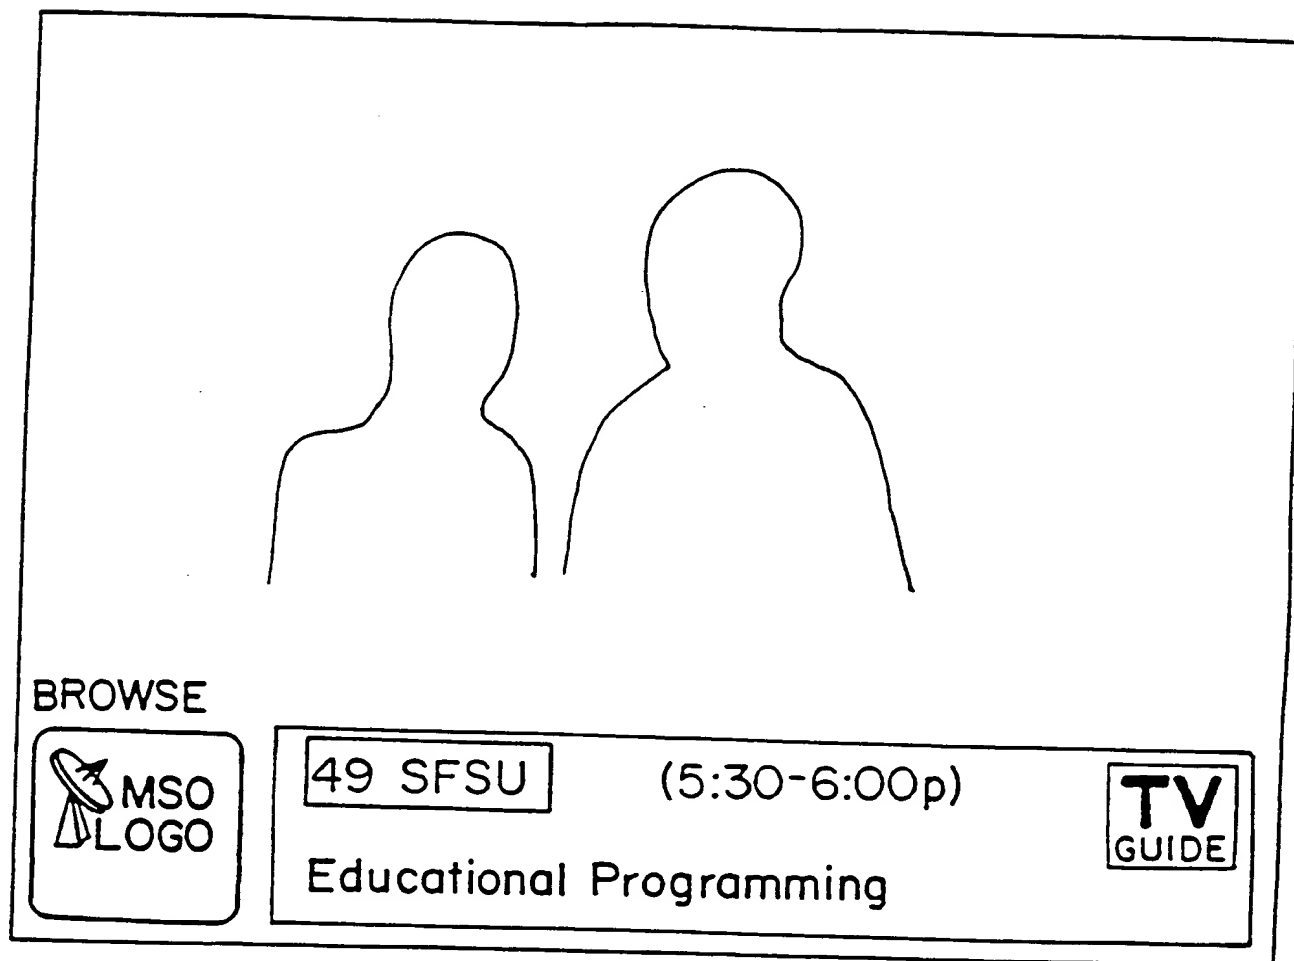 BROWSE
MSO
LOGO
49 SFSU
(5:30-6:00p)
TV
GUIDE
Educational Programming